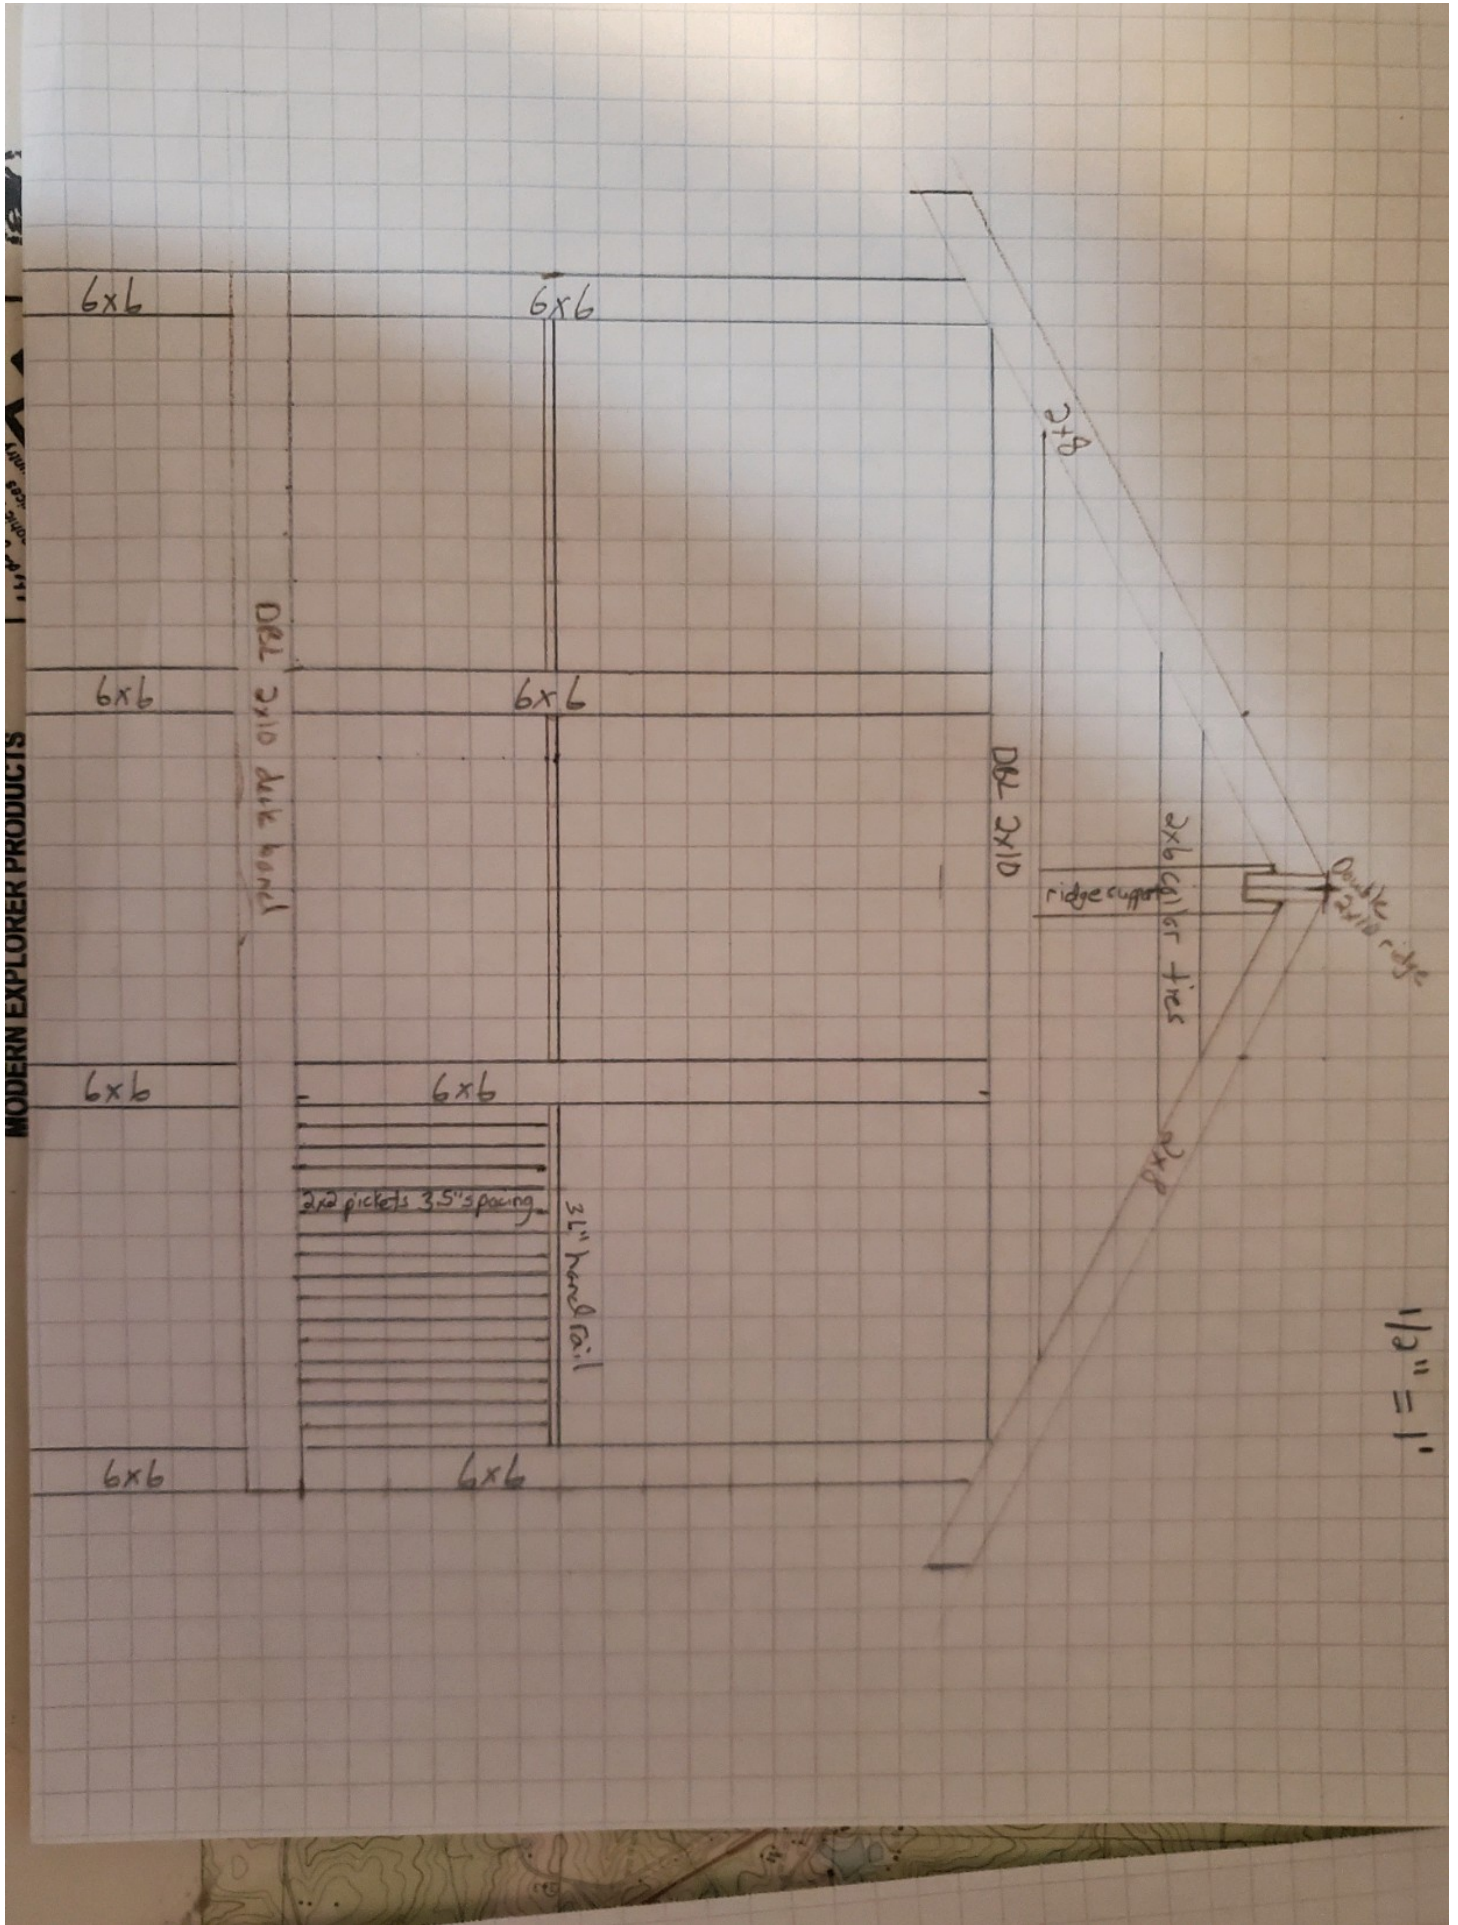 Double
2x10 ridge
2x8
2x8
2x6 collar ties
ridge support
DBL 2x10
1/2" = 1'
6x6
6x6
6x6
6x6
36" handrail
2x2 pickets 3.5" spacing
DBL 2x10 deck band
6x6
6x6
6x6
6x6
MODERN EXPLORER PRODUCTS